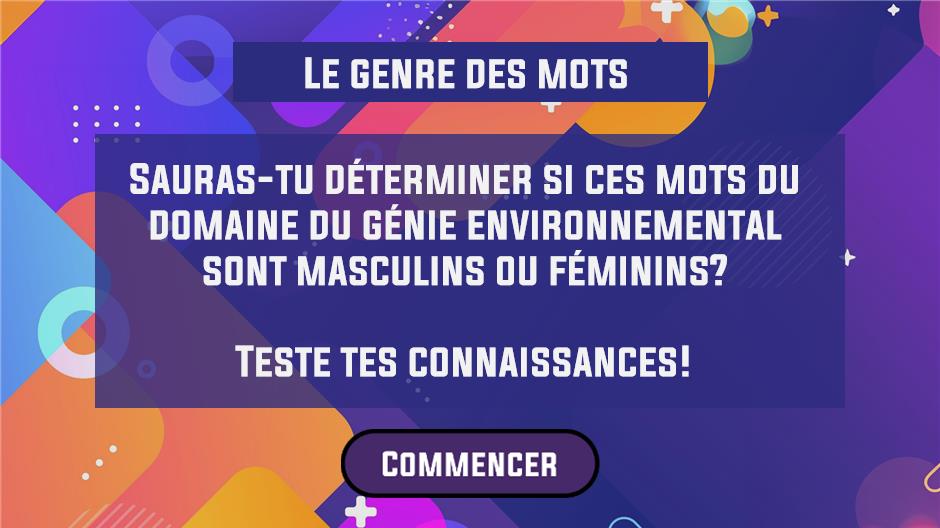 Le genre des mots
Sauras-tu déterminer si ces mots du
domaine du génie environnemental
sont masculins ou féminins?
Teste tes connaissances!
Commencer